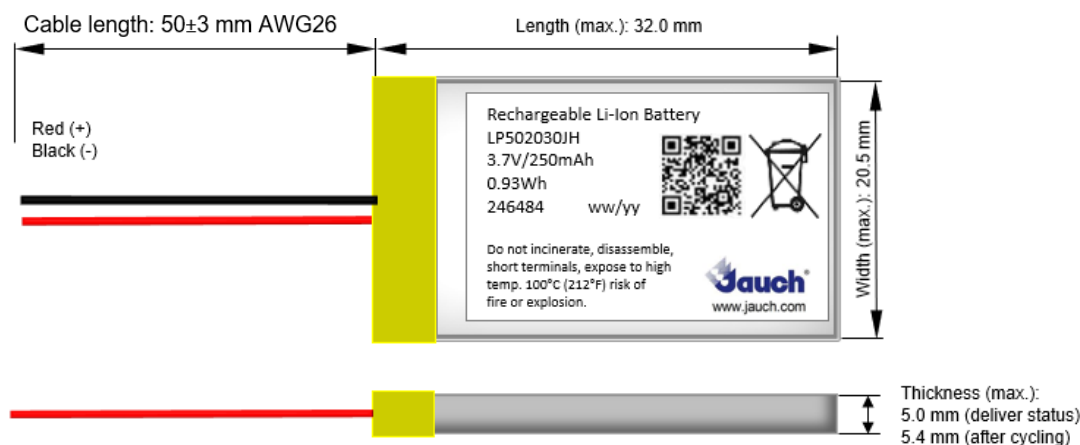 Cable length: 50±3 mm AWG26
Length (max.): 32.0 mm
Red (+)
Black (-)
Rechargeable Li-Ion Battery
LP502030JH
3.7V/250mAh
0.93Wh
246484 ww/yy
Do not incinerate, disassemble,
short terminals, expose to high
temp. 100°C (212°F) risk of
fire or explosion.
Jauch®
www.jauch.com
Width (max.): 20.5 mm
Thickness (max.):
5.0 mm (deliver status)
5.4 mm (after cycling)